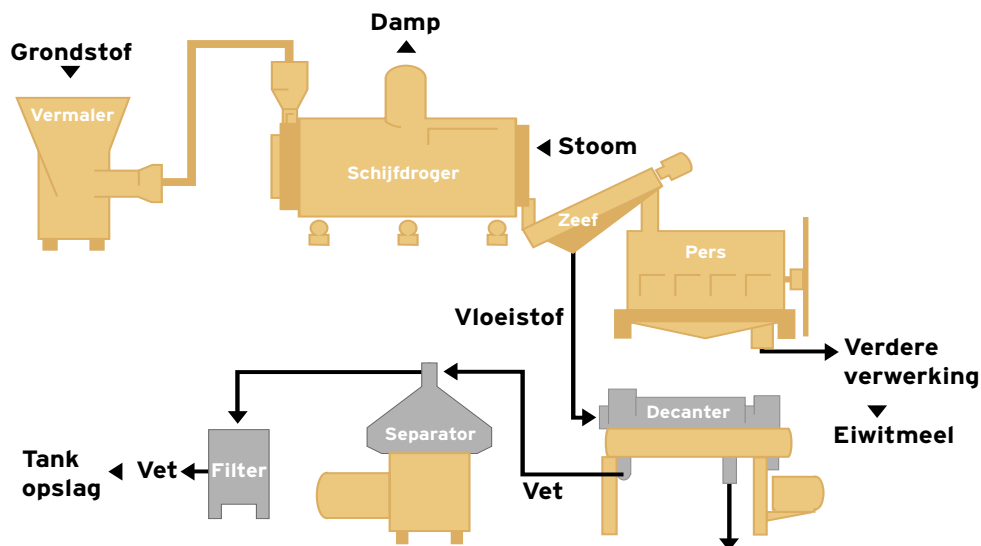 Damp
Grondstof
Vermaler
Stoom
Schijfdroger
Zeef
Pers
Vloeistof
Verdere
verwerking
Decanter
Separator
Eiwitmeel
Tank
opslag
Vet
Filter
Vet